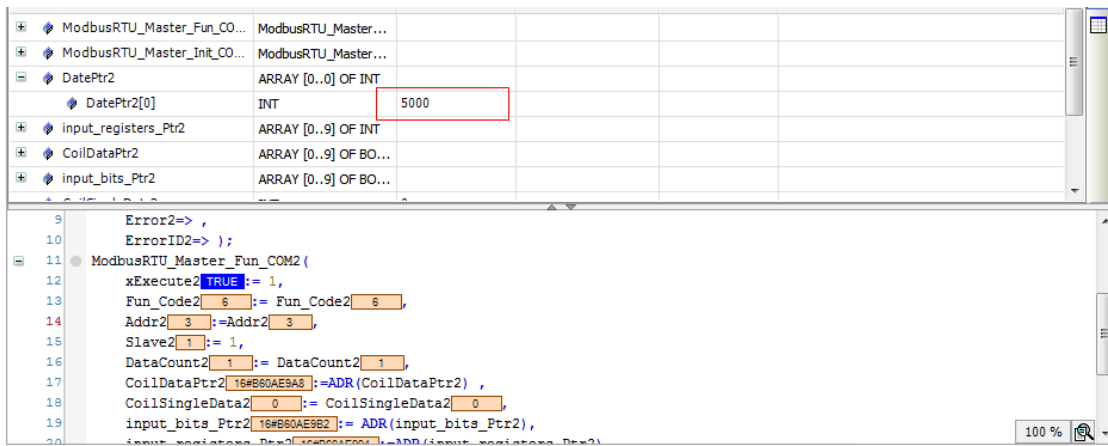 ModbusRTU_Master_Fun_CO... ModbusRTU_Master...
ModbusRTU_Master_Init_CO... ModbusRTU_Master...
DatePtr2 ARRAY [0..0] OF INT
DatePtr2[0] INT 5000
input_registers_Ptr2 ARRAY [0..9] OF INT
CoilDataPtr2 ARRAY [0..9] OF BO...
input_bits_Ptr2 ARRAY [0..9] OF BO...
9 Error2=> ,
10 ErrorID2=> );
11 ModbusRTU_Master_Fun_COM2(
12 xExecute2 TRUE := 1,
13 Fun_Code2 6 := Fun_Code2 6 ,
14 Addr2 3 :=Addr2 3 ,
15 Slave2 1 := 1,
16 DataCount2 1 := DataCount2 1 ,
17 CoilDataPtr2 16#B60AE9A8 :=ADR(CoilDataPtr2) ,
18 CoilSingleData2 0 := CoilSingleData2 0 ,
19 input_bits_Ptr2 16#B60AE9B2 := ADR(input_bits_Ptr2),
100 %